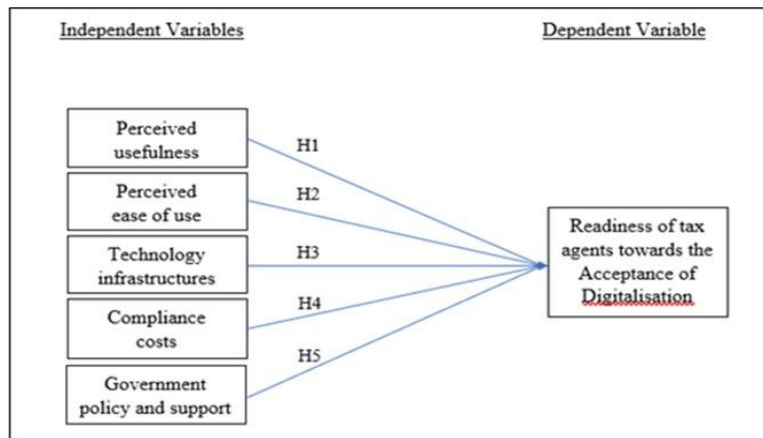 Independent Variables
Dependent Variable
Perceived
usefulness
H1
Perceived
ease of use
H2
Technology
infrastructures
H3
Compliance
costs
H4
Government
policy and support
H5
Readiness of tax
agents towards the
Acceptance of
Digitalisation